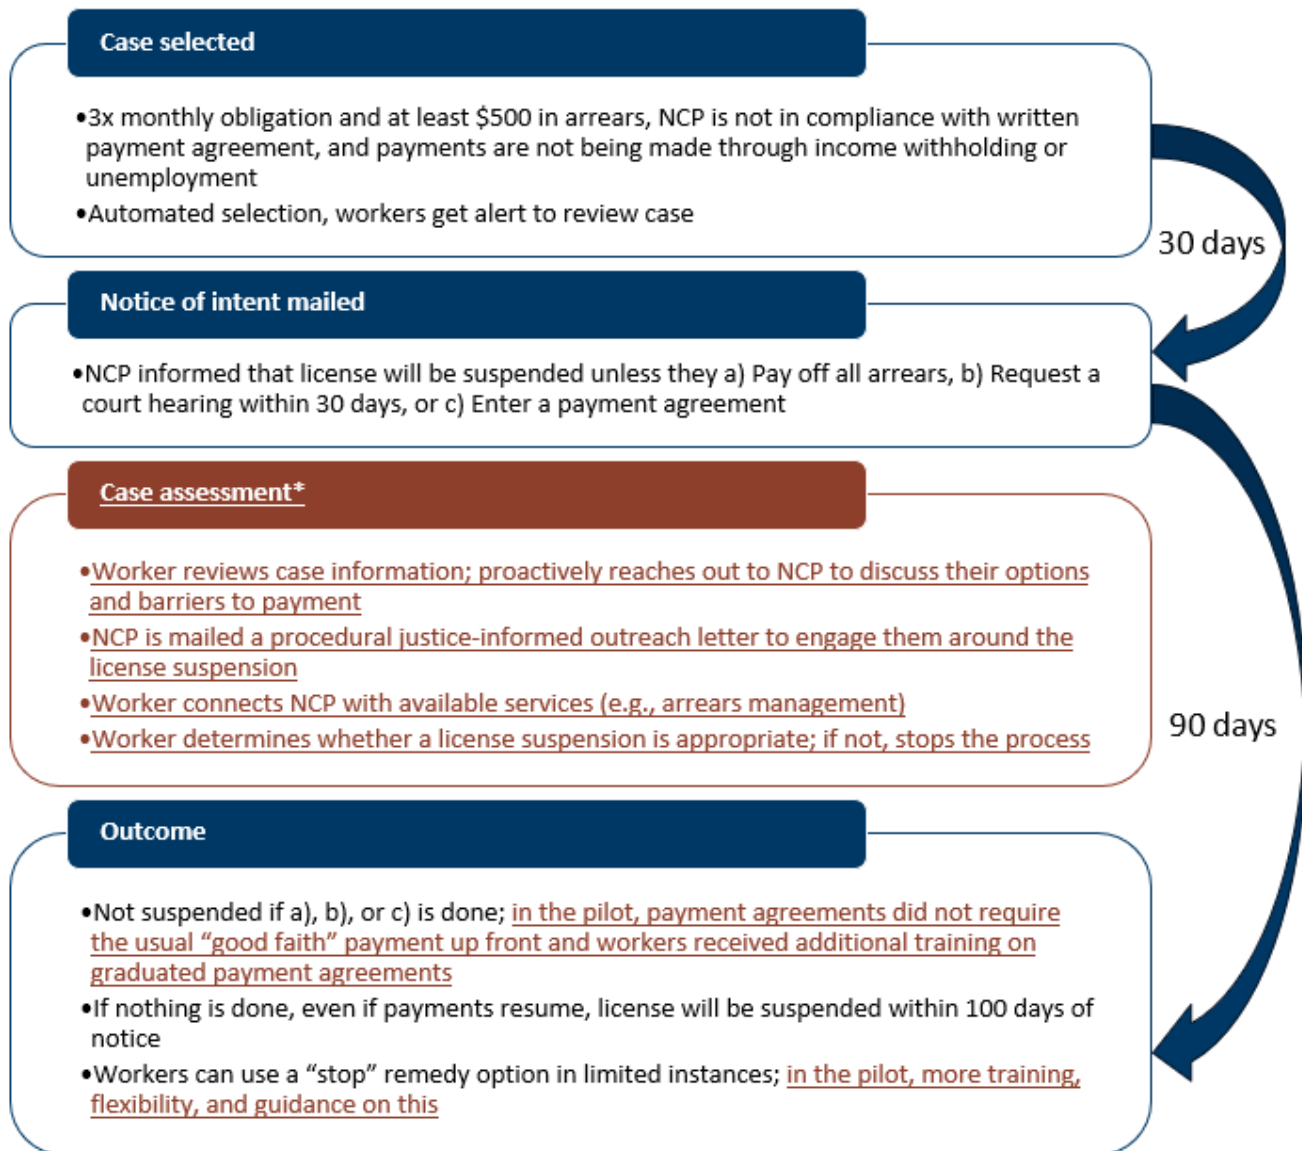 Case selected
•3x monthly obligation and at least $500 in arrears, NCP is not in compliance with written
payment agreement, and payments are not being made through income withholding or
unemployment
•Automated selection, workers get alert to review case
30 days
Notice of intent mailed
•NCP informed that license will be suspended unless they a) Pay off all arrears, b) Request a
court hearing within 30 days, or c) Enter a payment agreement
Case assessment*
•Worker reviews case information; proactively reaches out to NCP to discuss their options
and barriers to payment
•NCP is mailed a procedural justice-informed outreach letter to engage them around the
license suspension
•Worker connects NCP with available services (e.g., arrears management)
•Worker determines whether a license suspension is appropriate; if not, stops the process
90 days
Outcome
•Not suspended if a), b), or c) is done; in the pilot, payment agreements did not require
the usual “good faith” payment up front and workers received additional training on
graduated payment agreements
•If nothing is done, even if payments resume, license will be suspended within 100 days of
notice
•Workers can use a “stop” remedy option in limited instances; in the pilot, more training,
flexibility, and guidance on this